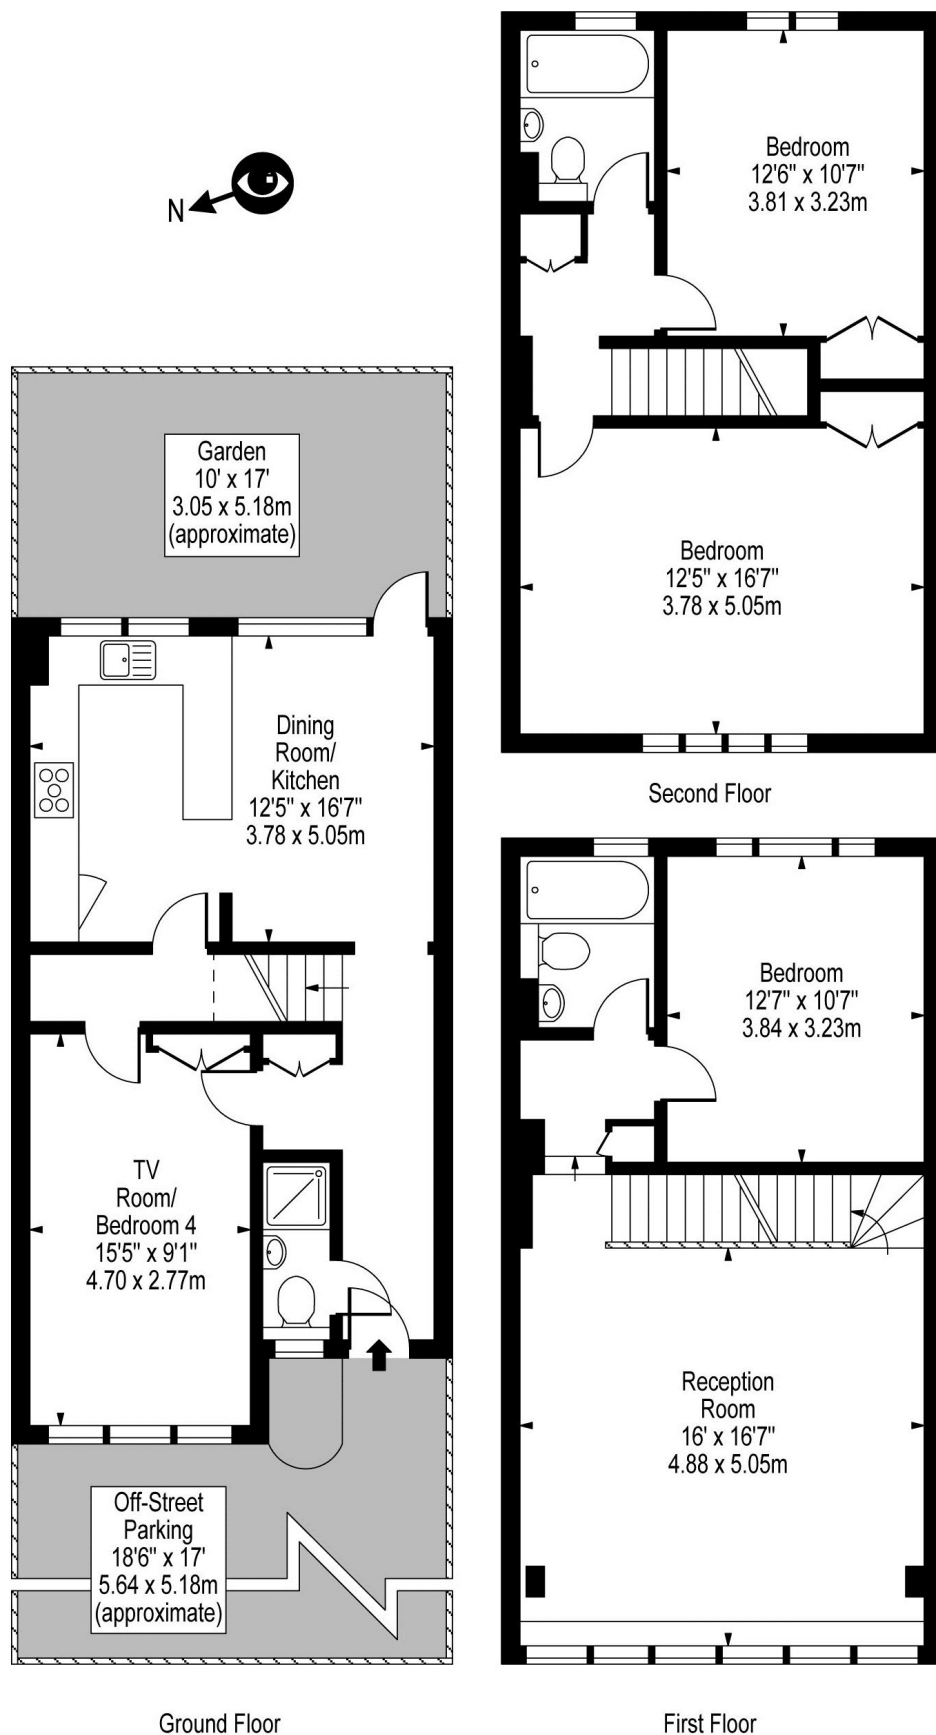 N
Garden
10' x 17'
3.05 x 5.18m
(approximate)
Dining
Room/
Kitchen
12'5" x 16'7"
3.78 x 5.05m
TV
Room/
Bedroom 4
15'5" x 9'1"
4.70 x 2.77m
Off-Street
Parking
18'6" x 17'
5.64 x 5.18m
(approximate)
Ground Floor
Bedroom
12'6" x 10'7"
3.81 x 3.23m
Bedroom
12'5" x 16'7"
3.78 x 5.05m
Second Floor
Bedroom
12'7" x 10'7"
3.84 x 3.23m
Reception
Room
16' x 16'7"
4.88 x 5.05m
First Floor